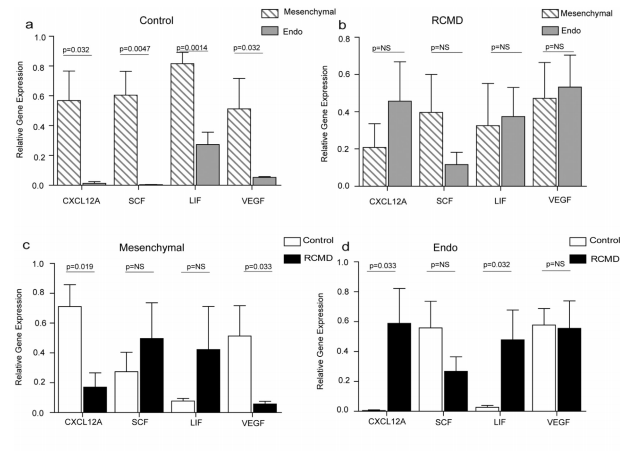 a
Control
Mesenchymal
Endo
p=0.032
p=0.0047
p=0.0014
p=0.032
Relative Gene Expression
1.0
0.8
0.6
0.4
0.2
0.0
CXCL12A
SCF
LIF
VEGF
b
RCMD
Mesenchymal
Endo
p=NS
p=NS
p=NS
p=NS
Relative Gene Expression
0.8
0.6
0.4
0.2
0.0
CXCL12A
SCF
LIF
VEGF
c
Mesenchymal
Control
RCMD
p=0.019
p=NS
p=NS
p=0.033
Relative Gene Expression
1.0
0.8
0.6
0.4
0.2
0.0
CXCL12A
SCF
LIF
VEGF
d
Endo
Control
RCMD
p=0.033
p=NS
p=0.032
p=NS
Relative Gene Expression
1.0
0.8
0.6
0.4
0.2
0.0
CXCL12A
SCF
LIF
VEGF